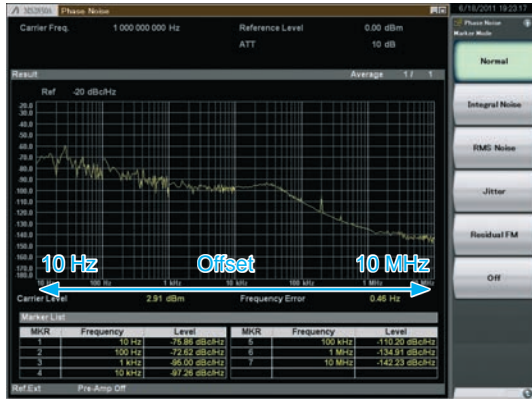 Phase Noise
6/18/2011 19:23:17
Carrier Freq. 1 000 000 000 Hz Reference Level 0.00 dBm
ATT 10 dB
Result Average 1 / 1
Ref -20 dBc/Hz
-20.0
-30.0
-40.0
-50.0
-60.0
-70.0
-80.0
-90.0
-100.0
-110.0
-120.0
-130.0
-140.0
-150.0
-160.0
-170.0
-180.0
10 Hz Offset 10 MHz
10 Hz 100 Hz 1 kHz 10 kHz 100 kHz 1 MHz
Carrier Level 2.91 dBm Frequency Error 0.46 Hz
Marker List
MKR Frequency Level MKR Frequency Level
1 10 Hz -75.86 dBc/Hz 5 100 kHz -110.20 dBc/Hz
2 100 Hz -72.62 dBc/Hz 6 1 MHz -134.91 dBc/Hz
3 1 kHz -95.00 dBc/Hz 7 10 MHz -142.23 dBc/Hz
4 10 kHz -97.26 dBc/Hz
Ref.Ext Pre-Amp Off
Phase Noise
Marker Mode
Normal
Integral Noise
RMS Noise
Jitter
Residual FM
Off